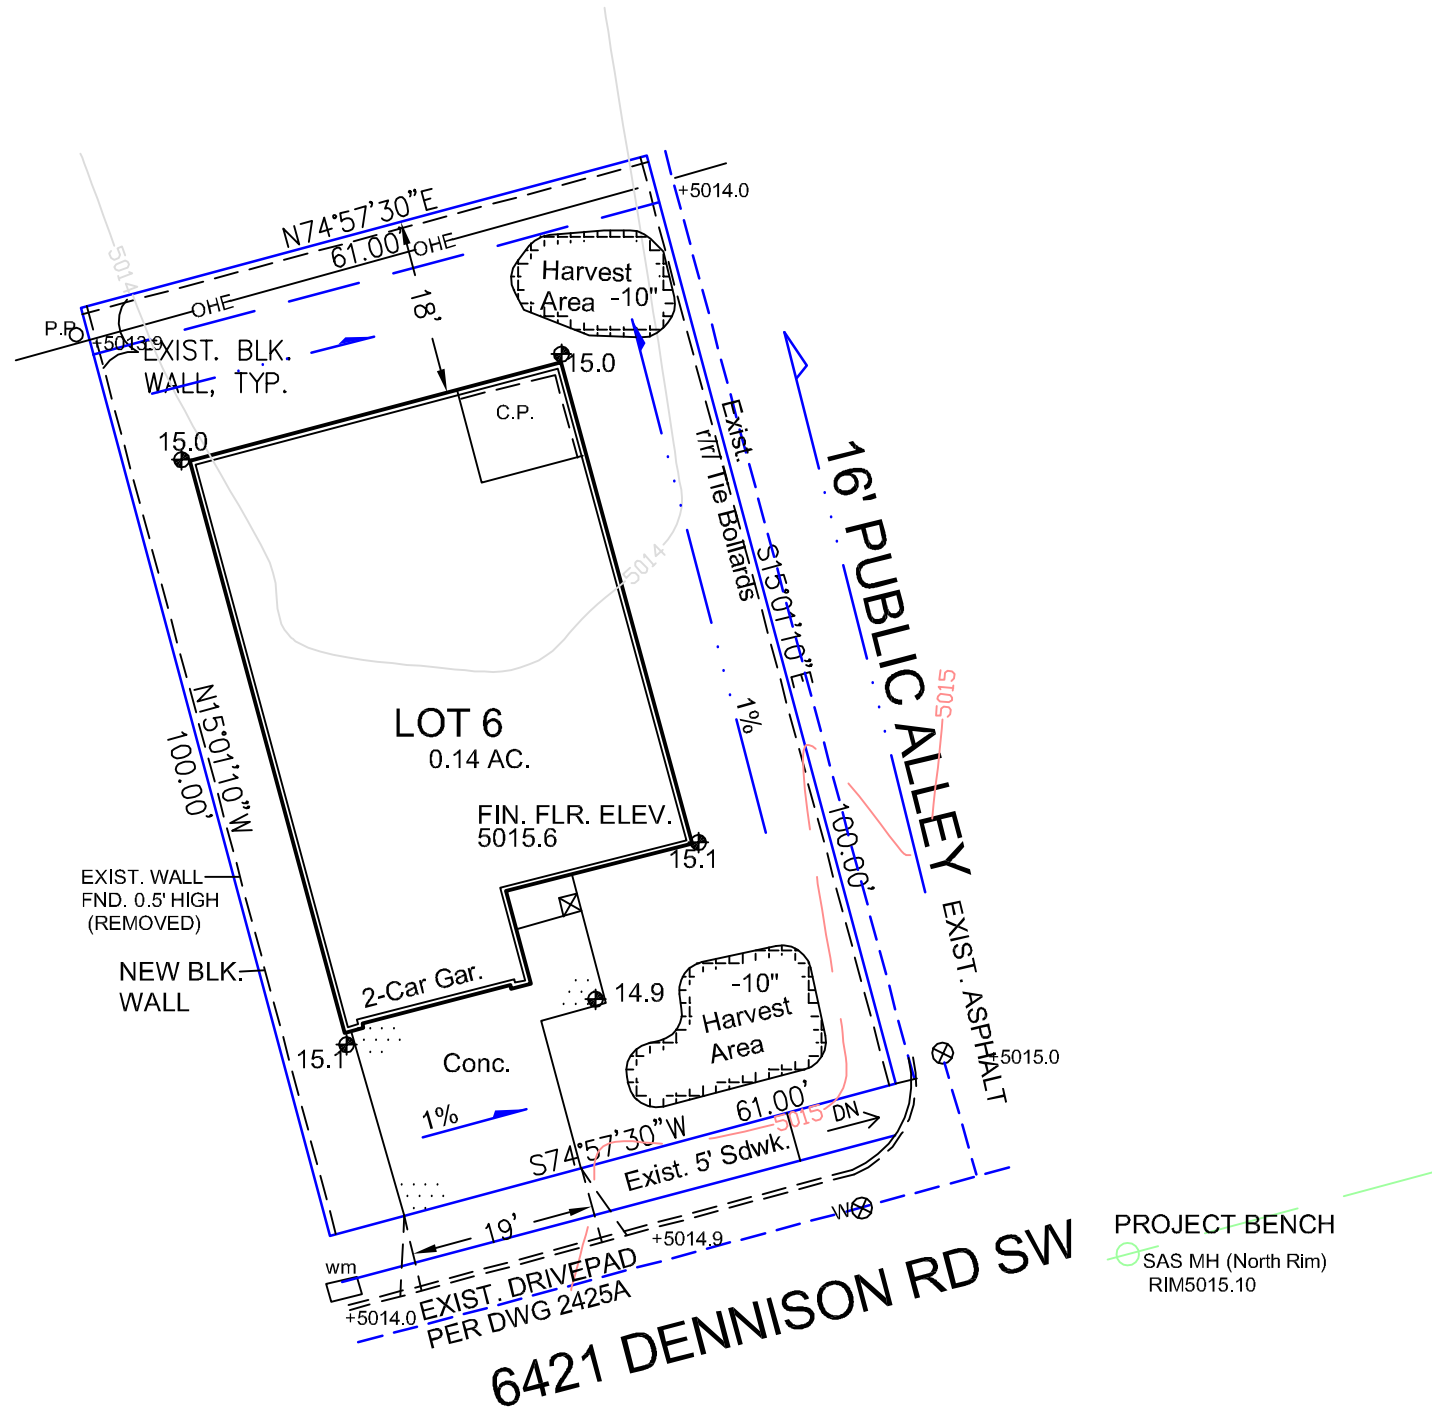 +5014.0
N74°57'30"E
61.00'
OHE
OHE
5014
Harvest
Area -10"
18'
P.P.
+5013.9
EXIST. BLK.
WALL, TYP.
15.0
C.P.
15.0
Exist.
Tie Bollards
16' PUBLIC ALLEY
S15°01'10"E
100.00'
5014
5015
1%
N15°01'10"W
100.00'
LOT 6
0.14 AC.
FIN. FLR. ELEV.
5015.6
15.1
EXIST. WALL
FND. 0.5' HIGH
(REMOVED)
NEW BLK.
WALL
2-Car Gar.
14.9
-10"
Harvest
Area
EXIST. ASPHALT
+5015.0
15.1
Conc.
1%
61.00'
S74°57'30"W
5015
DN
Exist. 5' Sdwk.
19'
W
+5014.9
wm
+5014.0
EXIST. DRIVEPAD
PER DWG 2425A
6421 DENNISON RD SW
PROJECT BENCH
SAS MH (North Rim)
RIM5015.10